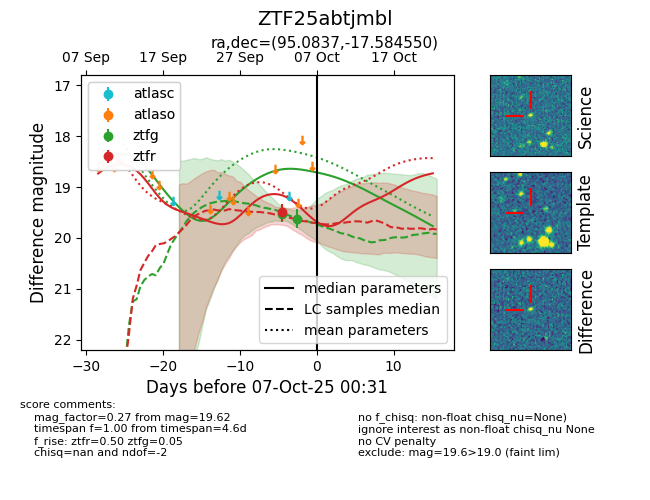 ZTF25abtjmbl
ra,dec=(95.0837,-17.584550)
07 Sep 17 Sep 27 Sep 07 Oct 17 Oct
17
18
19
20
21
22
Difference magnitude
atlasc
atlaso
ztfg
ztfr
median parameters
LC samples median
mean parameters
−30 −20 −10 0 10
Days before 07-Oct-25 00:31
Science
Template
Difference
score comments:
mag_factor=0.27 from mag=19.62
timespan f=1.00 from timespan=4.6d
f_rise: ztfr=0.50 ztfg=0.05
chisq=nan and ndof=-2
no f_chisq: non-float chisq_nu=None)
ignore interest as non-float chisq_nu None
no CV penalty
exclude: mag=19.6>19.0 (faint lim)